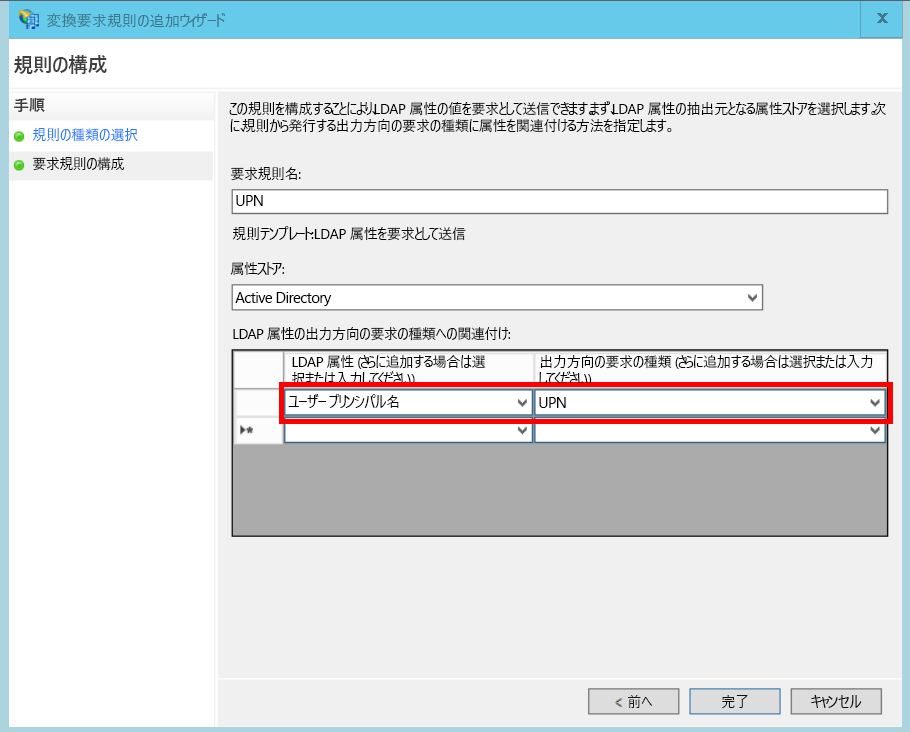 変換要求規則の追加ウィザード
x
規則の構成
手順
規則の種類の選択
要求規則の構成
この規則を構成することにより、LDAP 属性の値を要求として送信できます。まず、LDAP 属性の抽出元となる属性ストアを選択します。次
に、規則から発行する出力方向の要求の種類に属性を関連付ける方法を指定します。
要求規則名:
UPN
規則テンプレート:LDAP 属性を要求として送信
属性ストア:
Active Directory
LDAP 属性の出力方向の要求の種類への関連付け:
LDAP 属性 (さらに追加する場合は選
択または入力してください)
出力方向の要求の種類 (さらに追加する場合は選択または入力
してください)
ユーザー プリンシパル名
UPN
< 前へ
完了
キャンセル